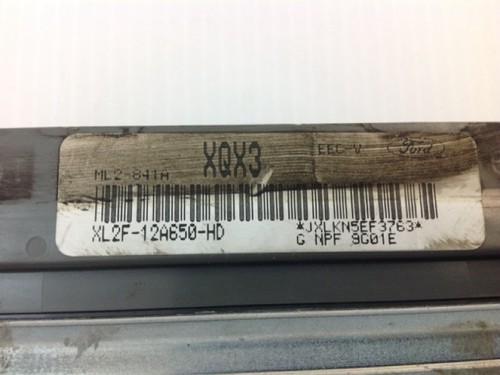 XQX3 EEC-V Ford
ML2-841A
XL2F-12A650-HD *JXLKN5EF3763*
G NPF 9G01E